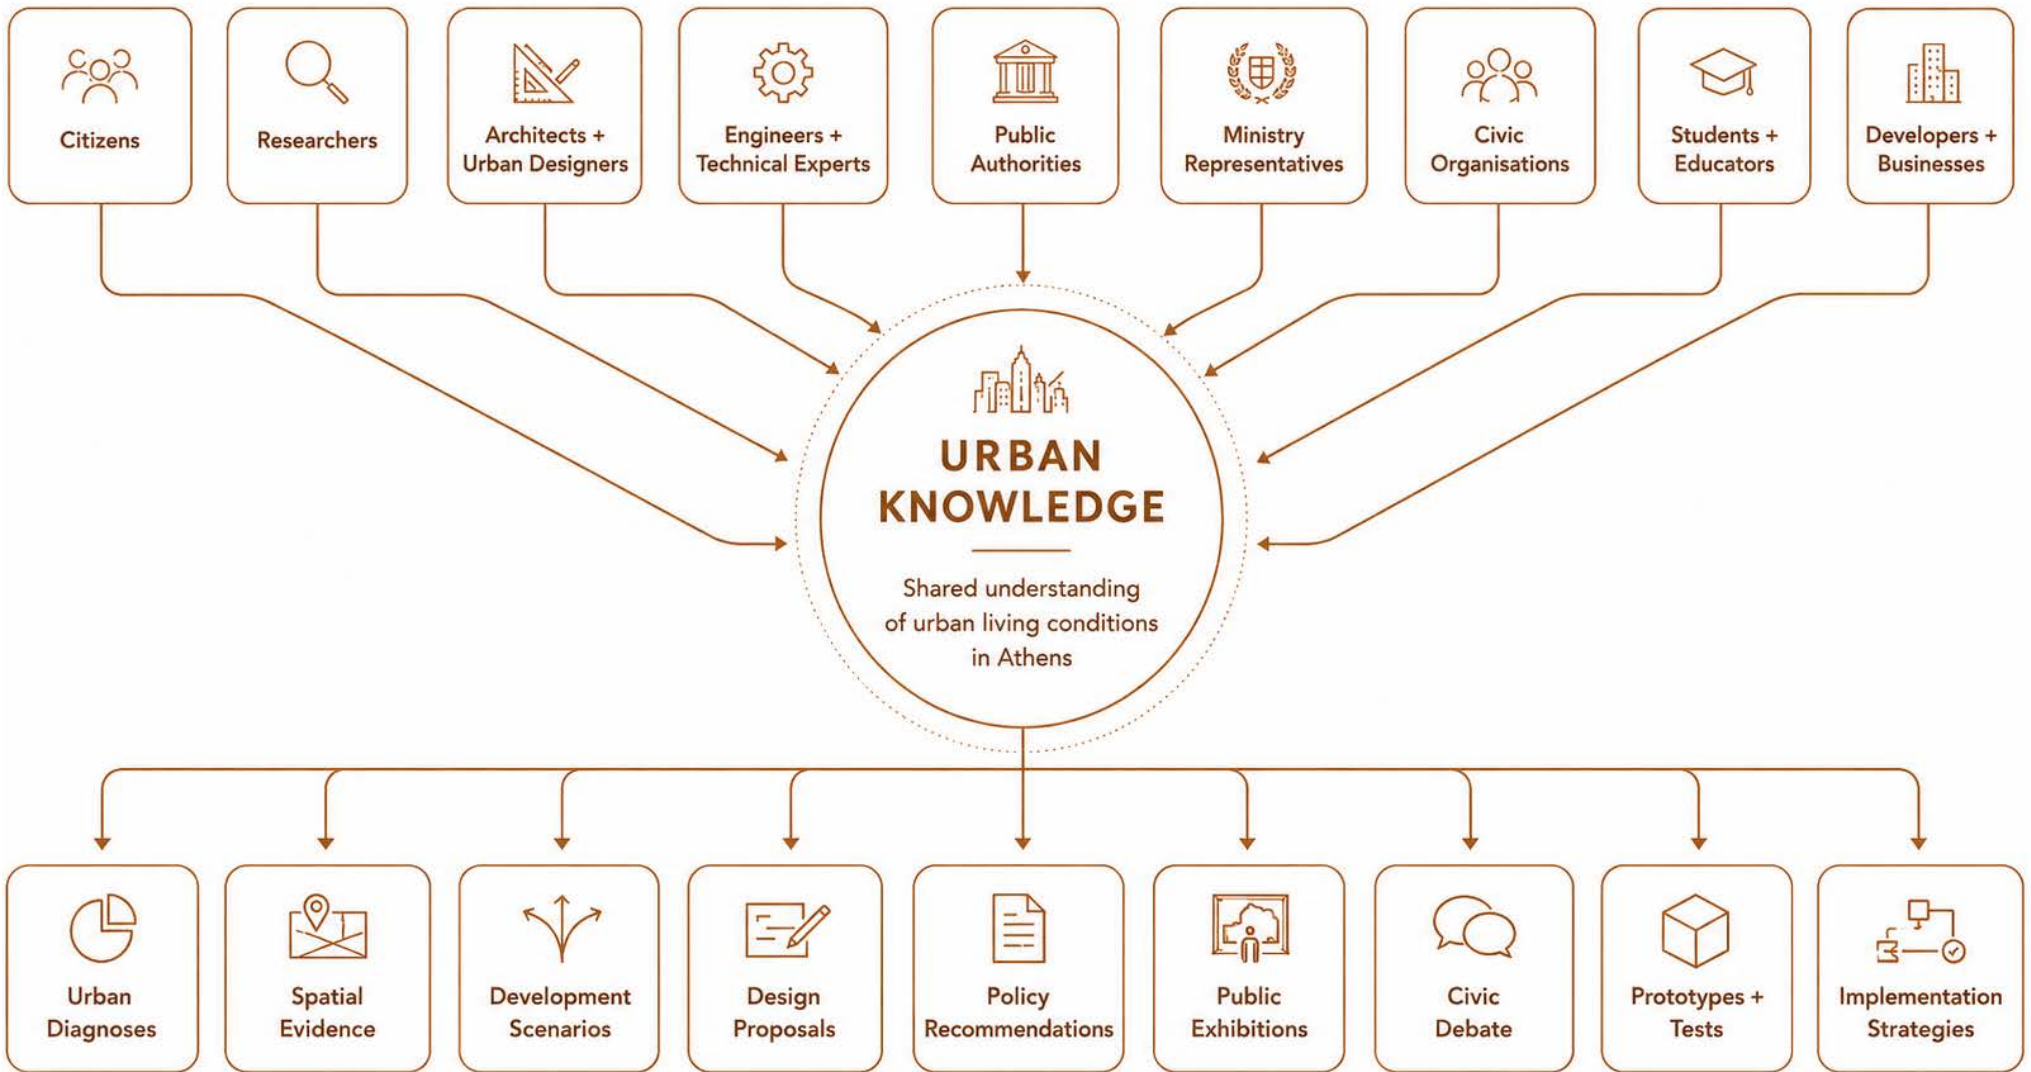 Citizens
Researchers
Architects +
Urban Designers
Engineers +
Technical Experts
Public
Authorities
Ministry
Representatives
Civic
Organisations
Students +
Educators
Developers +
Businesses
URBAN
KNOWLEDGE
Shared understanding
of urban living conditions
in Athens
Urban
Diagnoses
Spatial
Evidence
Development
Scenarios
Design
Proposals
Policy
Recommendations
Public
Exhibitions
Civic
Debate
Prototypes +
Tests
Implementation
Strategies